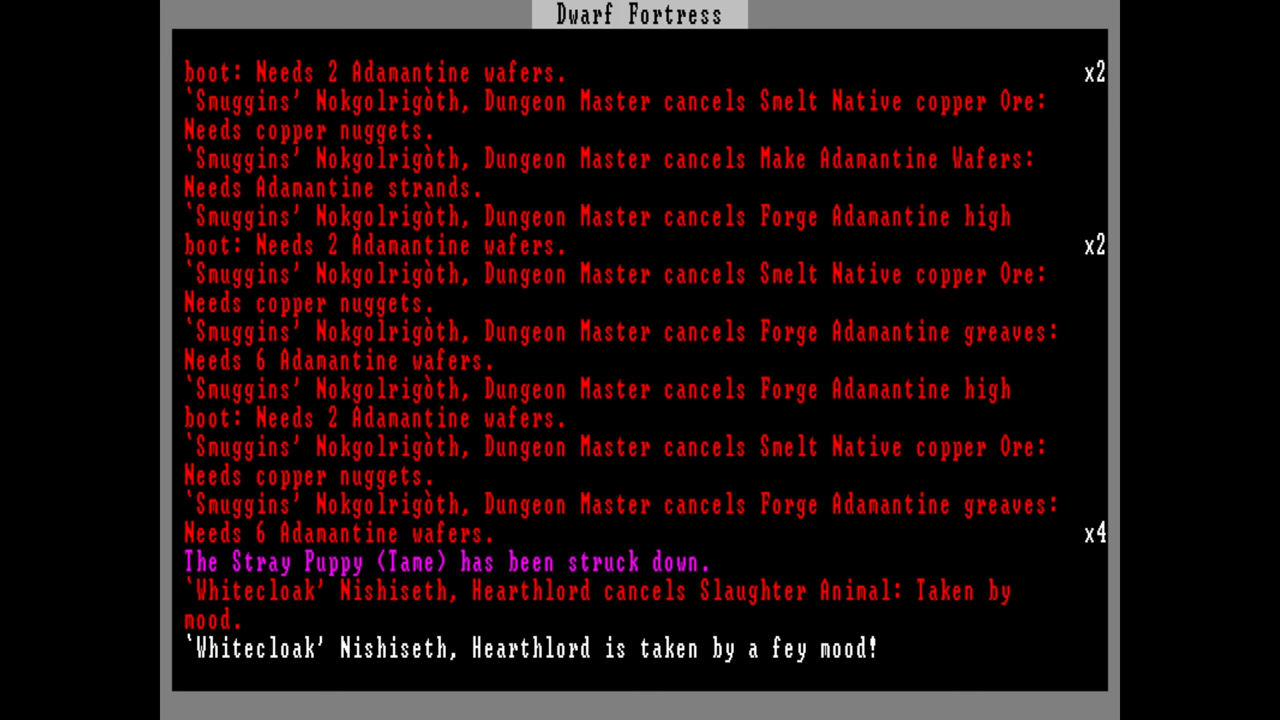 Dwarf Fortress
boot: Needs 2 Adamantine wafers. x2
`Smuggins' Nokgolrigòth, Dungeon Master cancels Smelt Native copper Ore:
Needs copper nuggets.
`Smuggins' Nokgolrigòth, Dungeon Master cancels Make Adamantine Wafers:
Needs Adamantine strands.
`Smuggins' Nokgolrigòth, Dungeon Master cancels Forge Adamantine high
boot: Needs 2 Adamantine wafers. x2
`Smuggins' Nokgolrigòth, Dungeon Master cancels Smelt Native copper Ore:
Needs copper nuggets.
`Smuggins' Nokgolrigòth, Dungeon Master cancels Forge Adamantine greaves:
Needs 6 Adamantine wafers.
`Smuggins' Nokgolrigòth, Dungeon Master cancels Forge Adamantine high
boot: Needs 2 Adamantine wafers.
`Smuggins' Nokgolrigòth, Dungeon Master cancels Smelt Native copper Ore:
Needs copper nuggets.
`Smuggins' Nokgolrigòth, Dungeon Master cancels Forge Adamantine greaves:
Needs 6 Adamantine wafers. x4
The Stray Puppy (Tame) has been struck down.
`Whitecloak' Nishiseth, Hearthlord cancels Slaughter Animal: Taken by
mood.
`Whitecloak' Nishiseth, Hearthlord is taken by a fey mood!